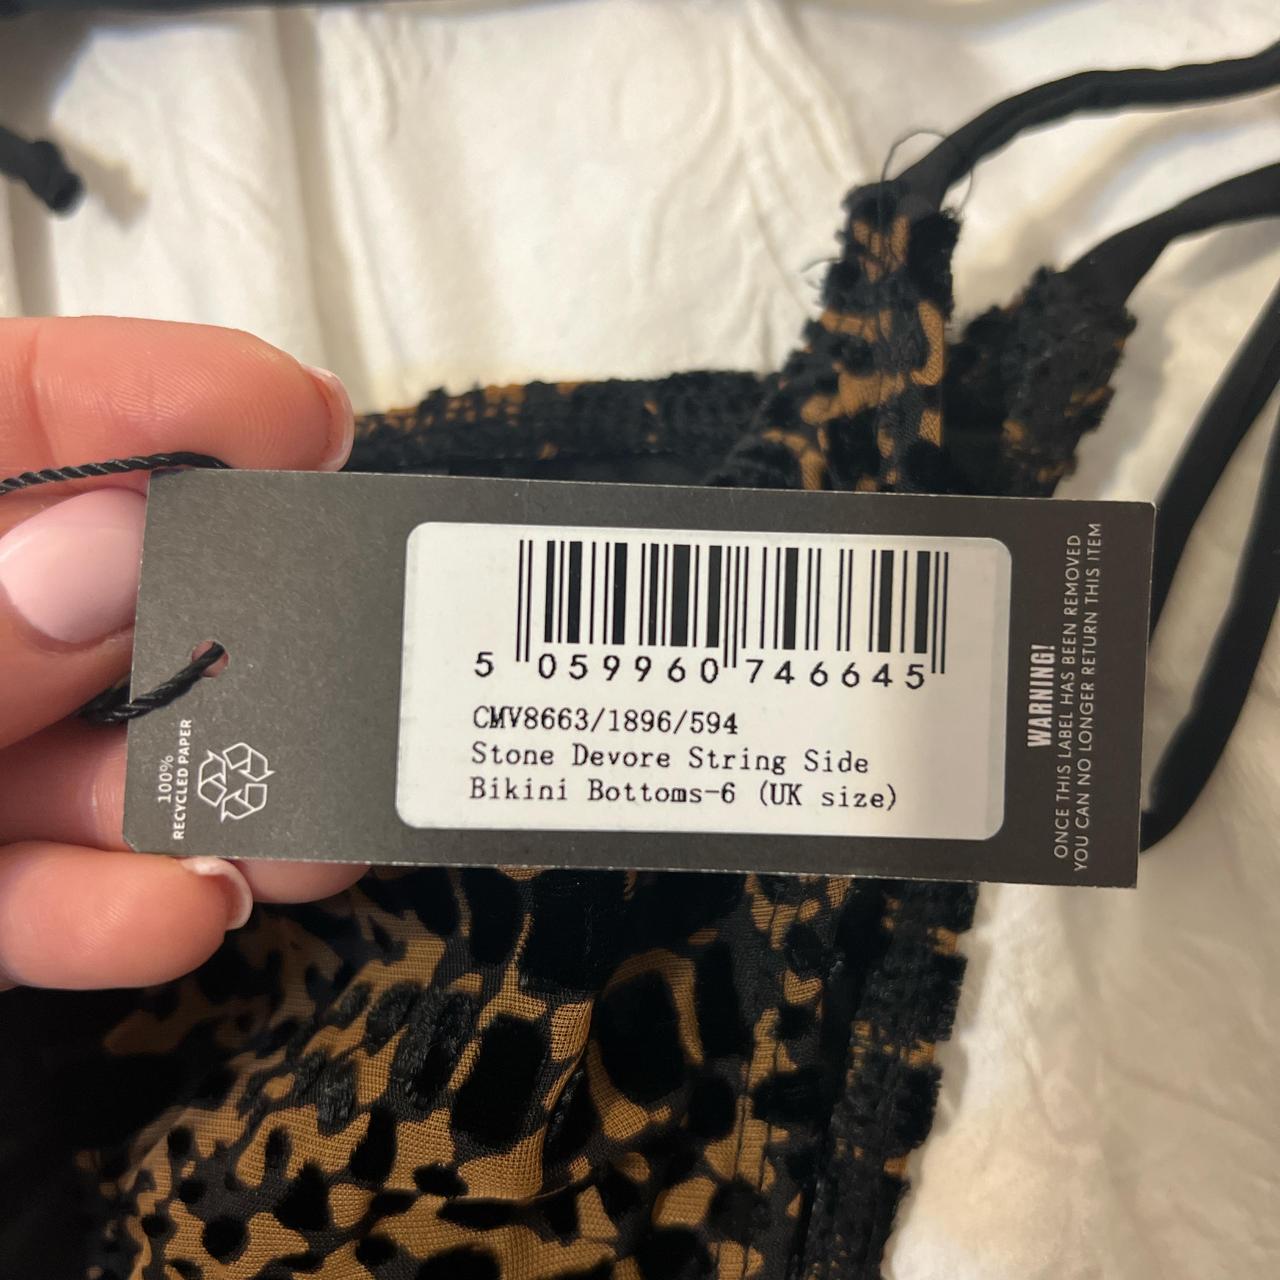 100%
RECYCLED PAPER
5 059960 746645
CMV8663/1896/594
Stone Devore String Side
Bikini Bottoms-6 (UK size)
WARNING!
ONCE THIS LABEL HAS BEEN REMOVED
YOU CAN NO LONGER RETURN THIS ITEM